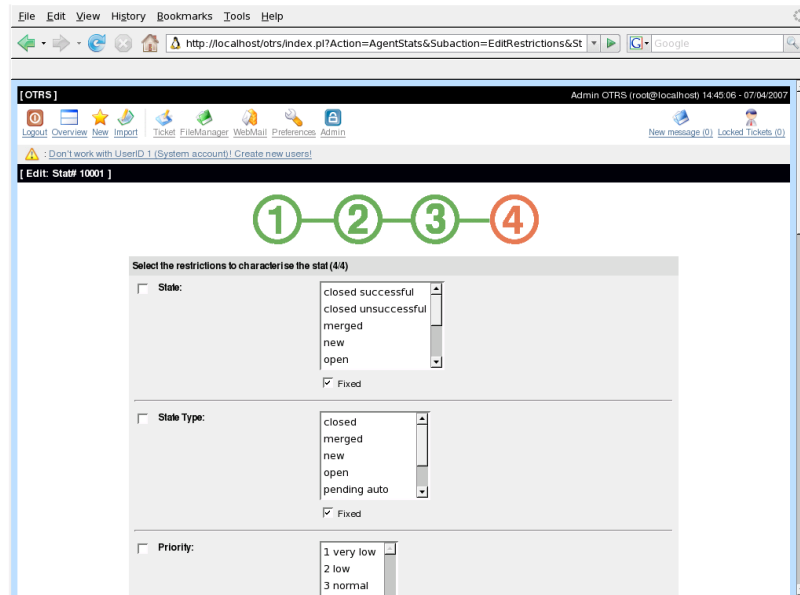 File Edit View History Bookmarks Tools Help
http://localhost/otrs/index.pl?Action=AgentStats&Subaction=EditRestrictions&St
G Google
[ OTRS ]
Admin OTRS (root@localhost) 14:45:06 - 07/04/2007
Logout Overview New Import Ticket FileManager WebMail Preferences Admin
New message (0) Locked Tickets (0)
: Don't work with UserID 1 (System account)! Create new users!
[ Edit: Stat# 10001 ]
1 2 3 4
Select the restrictions to characterise the stat (4/4)
State:
closed successful
closed unsuccessful
merged
new
open
Fixed
State Type:
closed
merged
new
open
pending auto
Fixed
Priority:
1 very low
2 low
3 normal